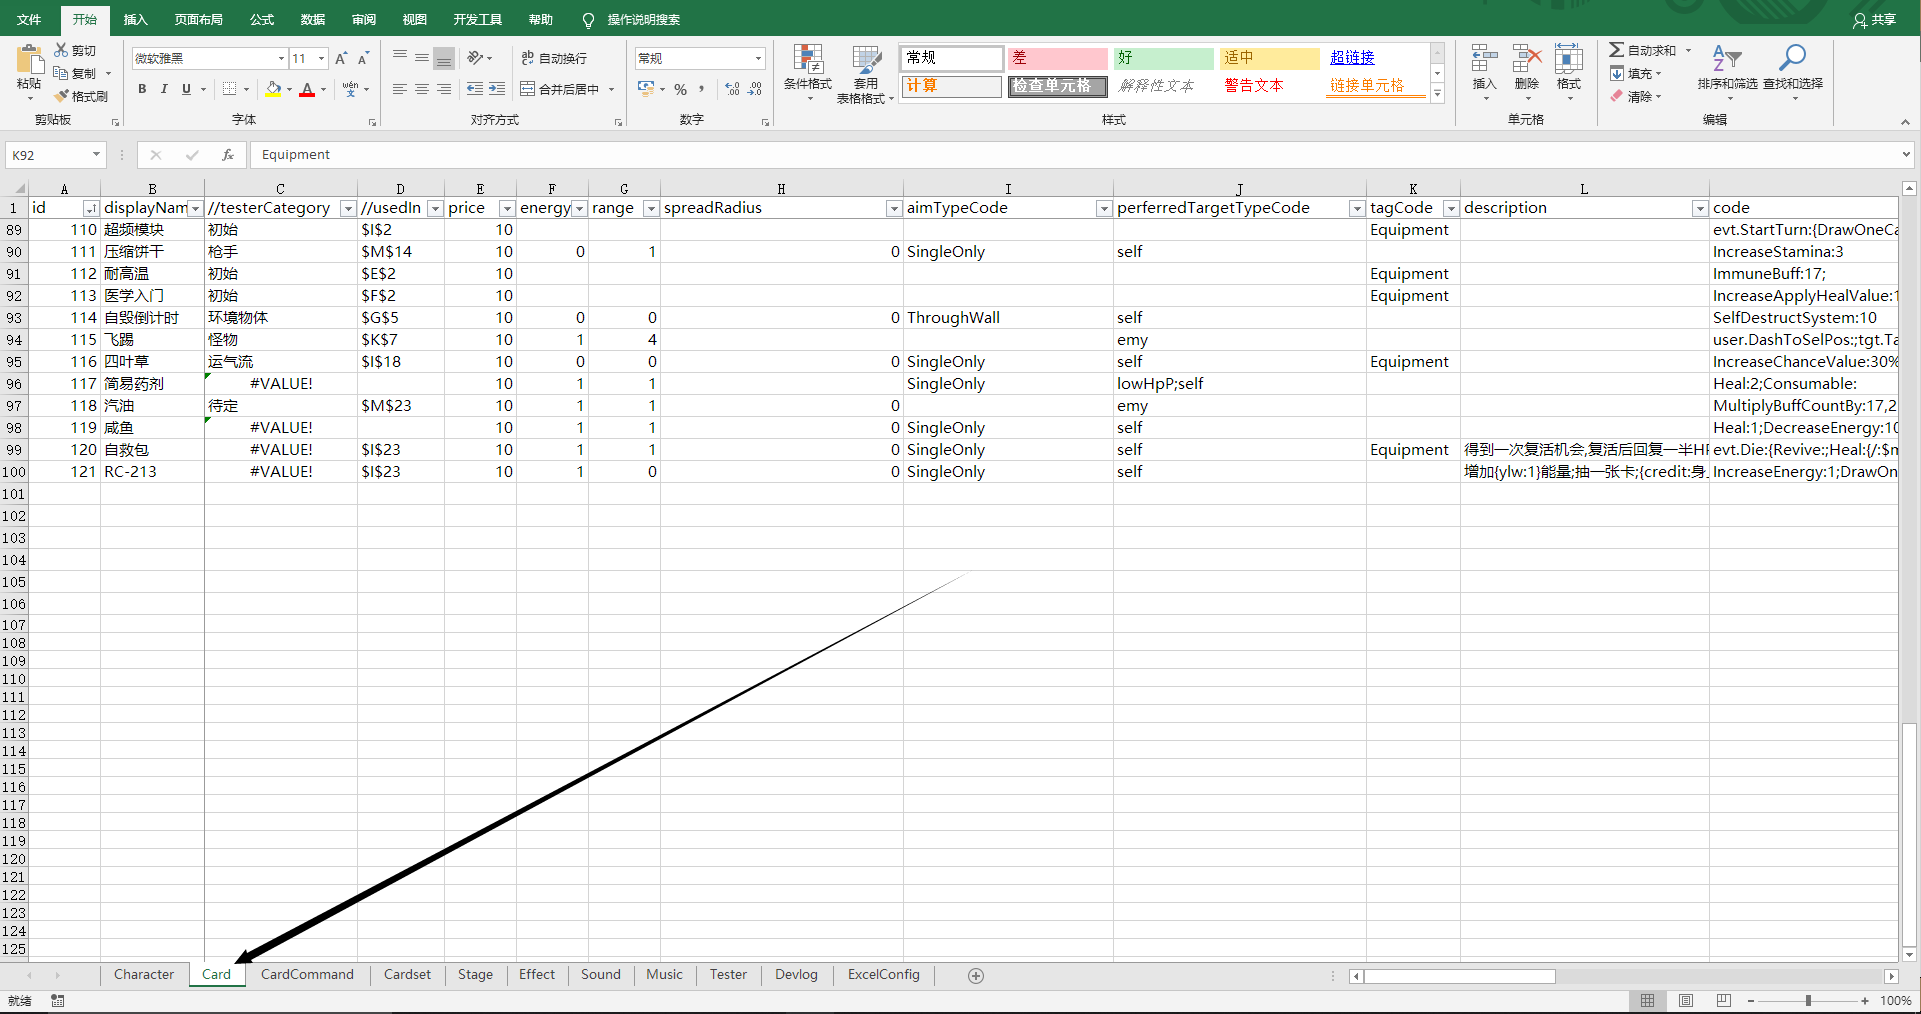 文件 开始 插入 页面布局 公式 数据 审阅 视图 开发工具 帮助 操作说明搜索 共享
剪切 微软雅黑 11 A A 自动换行 常规 常规 差 好 适中 超链接 自动求和
粘贴 复制 格式刷 B I U A 合并后居中 % 条件格式 套用 表格格式 计算 检查单元格 解释性文本 警告文本 链接单元格 插入 删除 格式 填充 清除 排序和筛选 查找和选择
剪贴板 字体 对齐方式 数字 样式 单元格 编辑
K92 fx Equipment
A B C D E F G H I J K L
1 id displayNam //testerCategory //usedIn price energy range spreadRadius aimTypeCode perferredTargetTypeCode tagCode description code
89 110 超频模块 初始 $I$2 10 Equipment evt.StartTurn:{DrawOneCa
90 111 压缩饼干 枪手 $M$14 10 0 1 0 SingleOnly self IncreaseStamina:3
91 112 耐高温 初始 $E$2 10 Equipment ImmuneBuff:17;
92 113 医学入门 初始 $F$2 10 Equipment IncreaseApplyHealValue:1
93 114 自毁倒计时 环境物体 $G$5 10 0 0 0 ThroughWall self SelfDestructSystem:10
94 115 飞踢 怪物 $K$7 10 1 4 emy user.DashToSelPos:;tgt.Ta
95 116 四叶草 运气流 $I$18 10 0 0 0 SingleOnly self Equipment IncreaseChanceValue:30%
96 117 简易药剂 #VALUE! 10 1 1 SingleOnly lowHpP;self Heal:2;Consumable:
97 118 汽油 待定 $M$23 10 1 1 0 emy MultiplyBuffCountBy:17,2
98 119 咸鱼 #VALUE! 10 1 1 0 SingleOnly self Heal:1;DecreaseEnergy:10
99 120 自救包 #VALUE! $I$23 10 1 1 0 SingleOnly self Equipment 得到一次复活机会,复活后回复一半HI evt.Die:{Revive:;Heal:{/:$m
100 121 RC-213 #VALUE! $I$23 10 1 0 0 SingleOnly self 增加{ylw:1}能量;抽一张卡;{credit:身 IncreaseEnergy:1;DrawOn
101
102
103
104
105
106
107
108
109
110
111
112
113
114
115
116
117
118
119
120
121
122
123
124
125
Character Card CardCommand Cardset Stage Effect Sound Music Tester Devlog ExcelConfig
就绪 100%